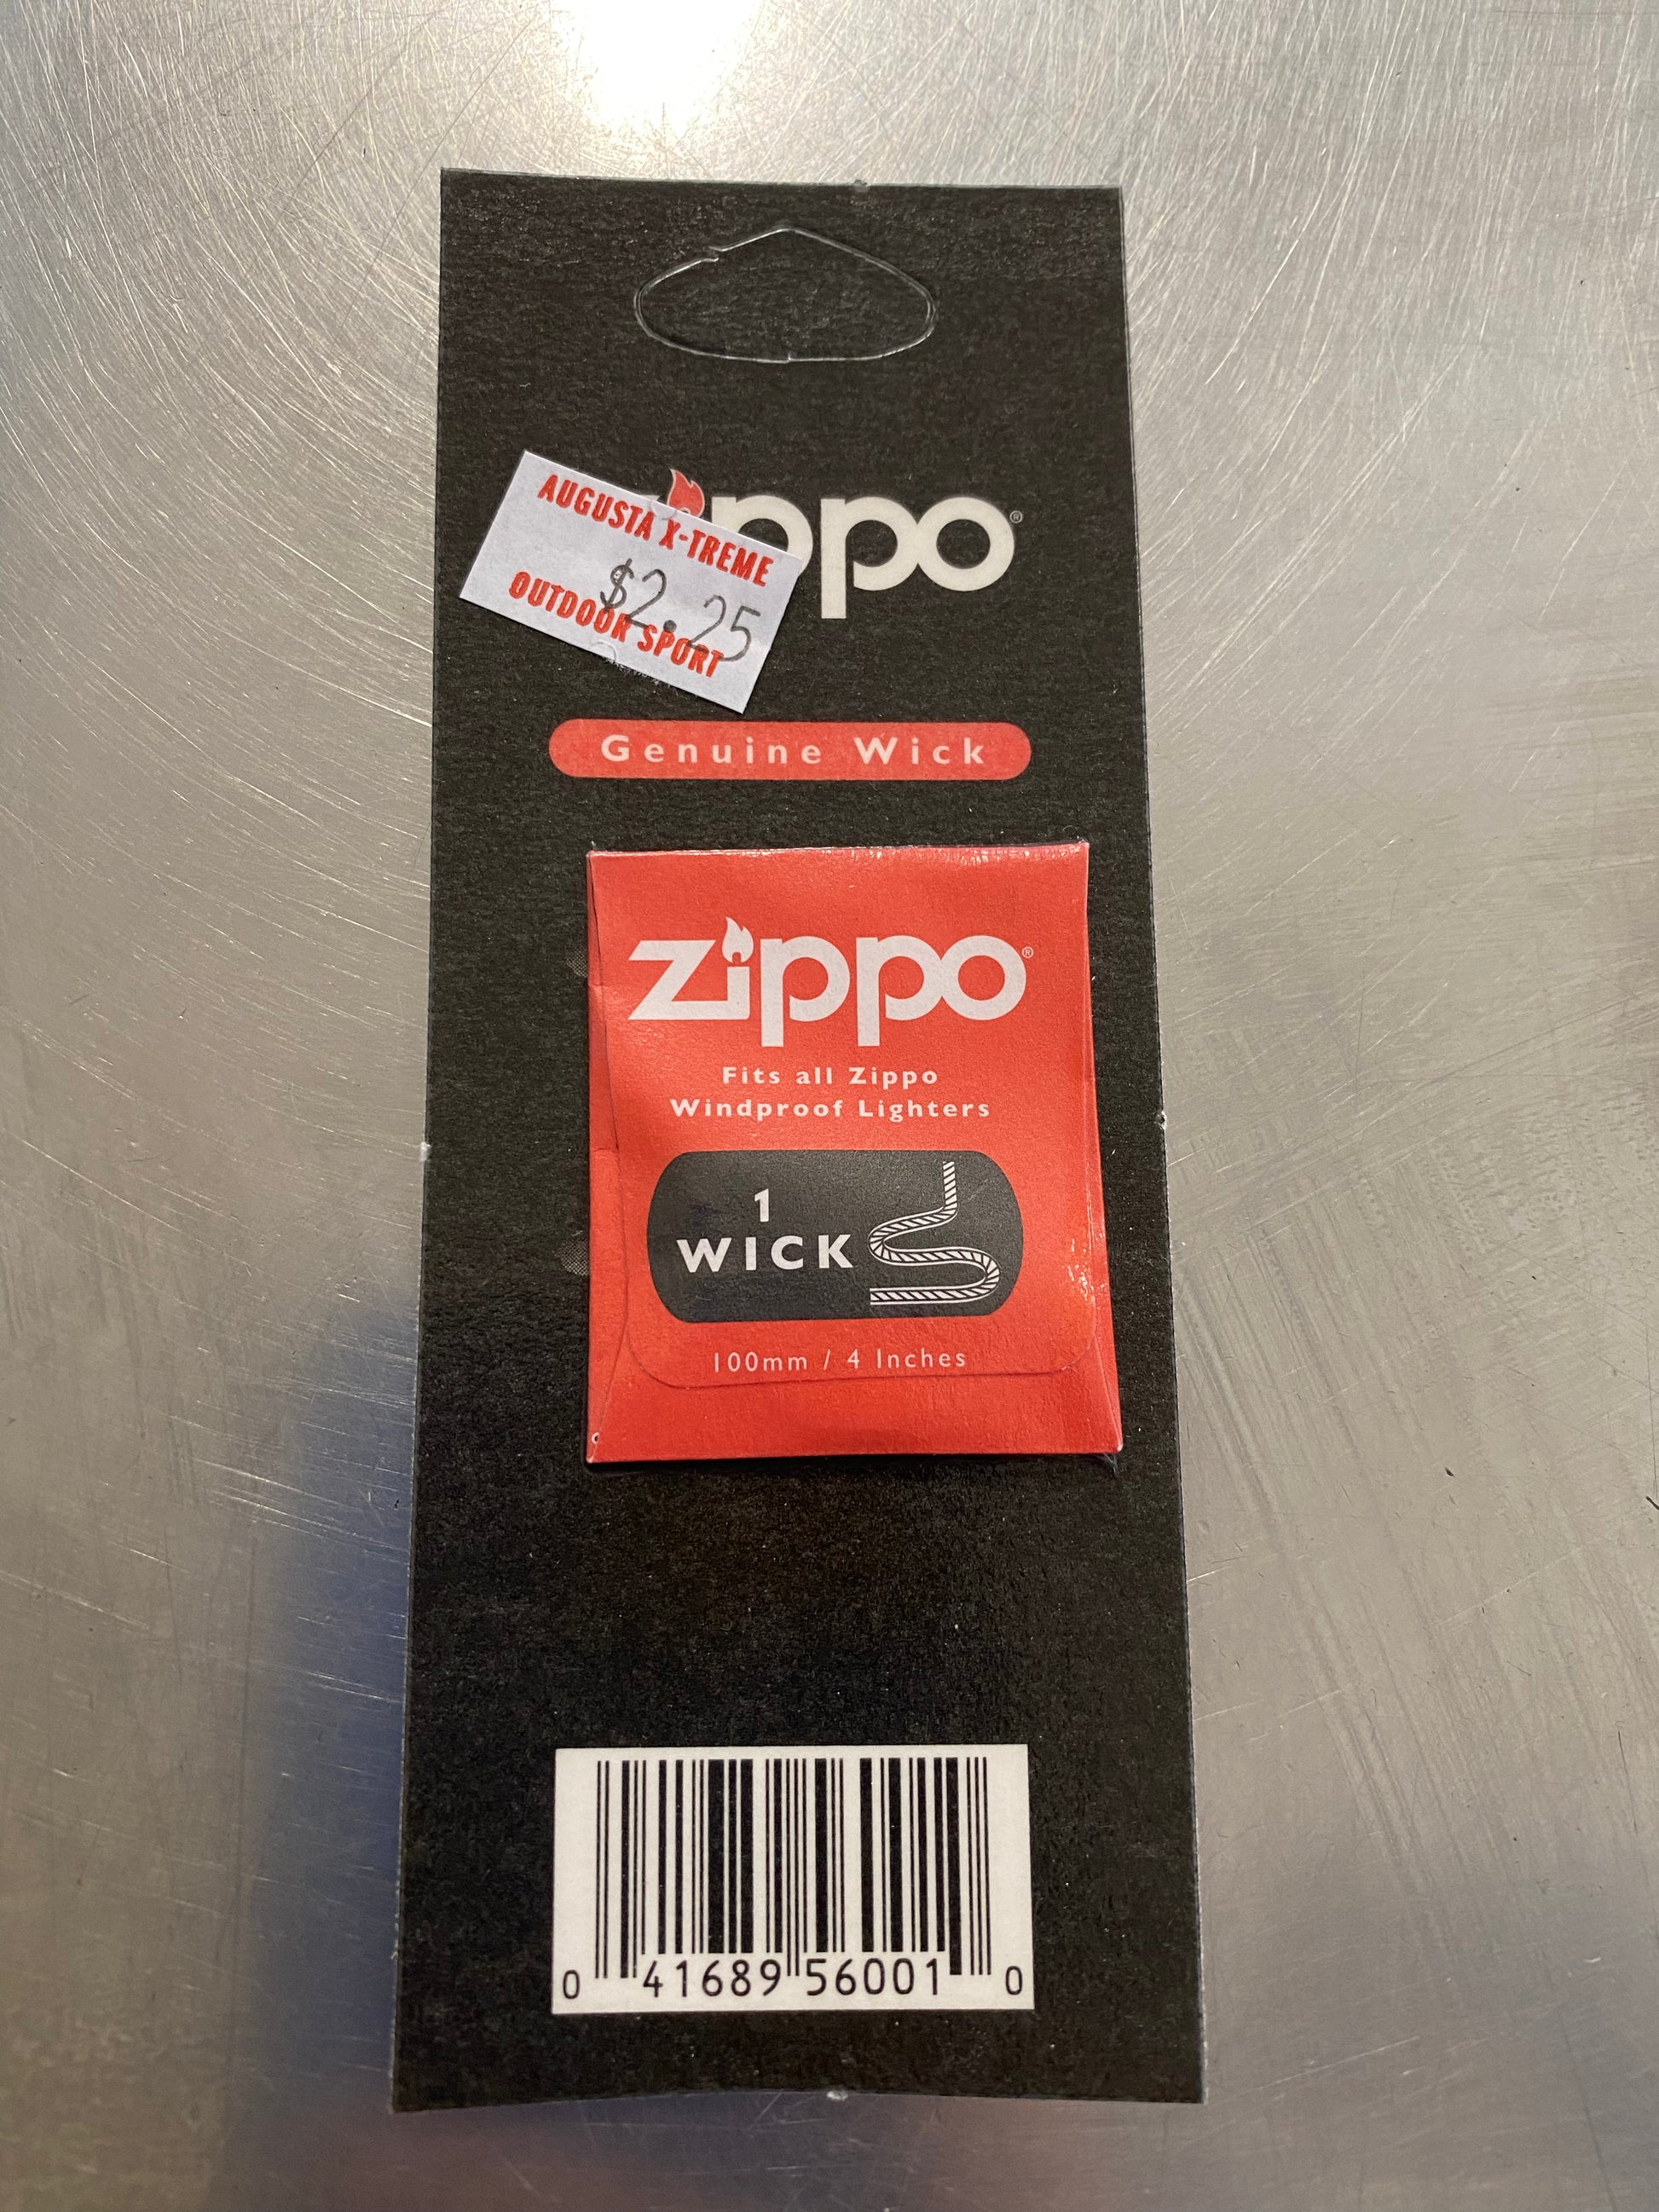 AUGUSTA X-TREME
$2.25
OUTDOOR SPORT
ppo®
Genuine Wick
Zippo®
Fits all Zippo
Windproof Lighters
1
WICK
100mm / 4 Inches
0 41689 56001 0